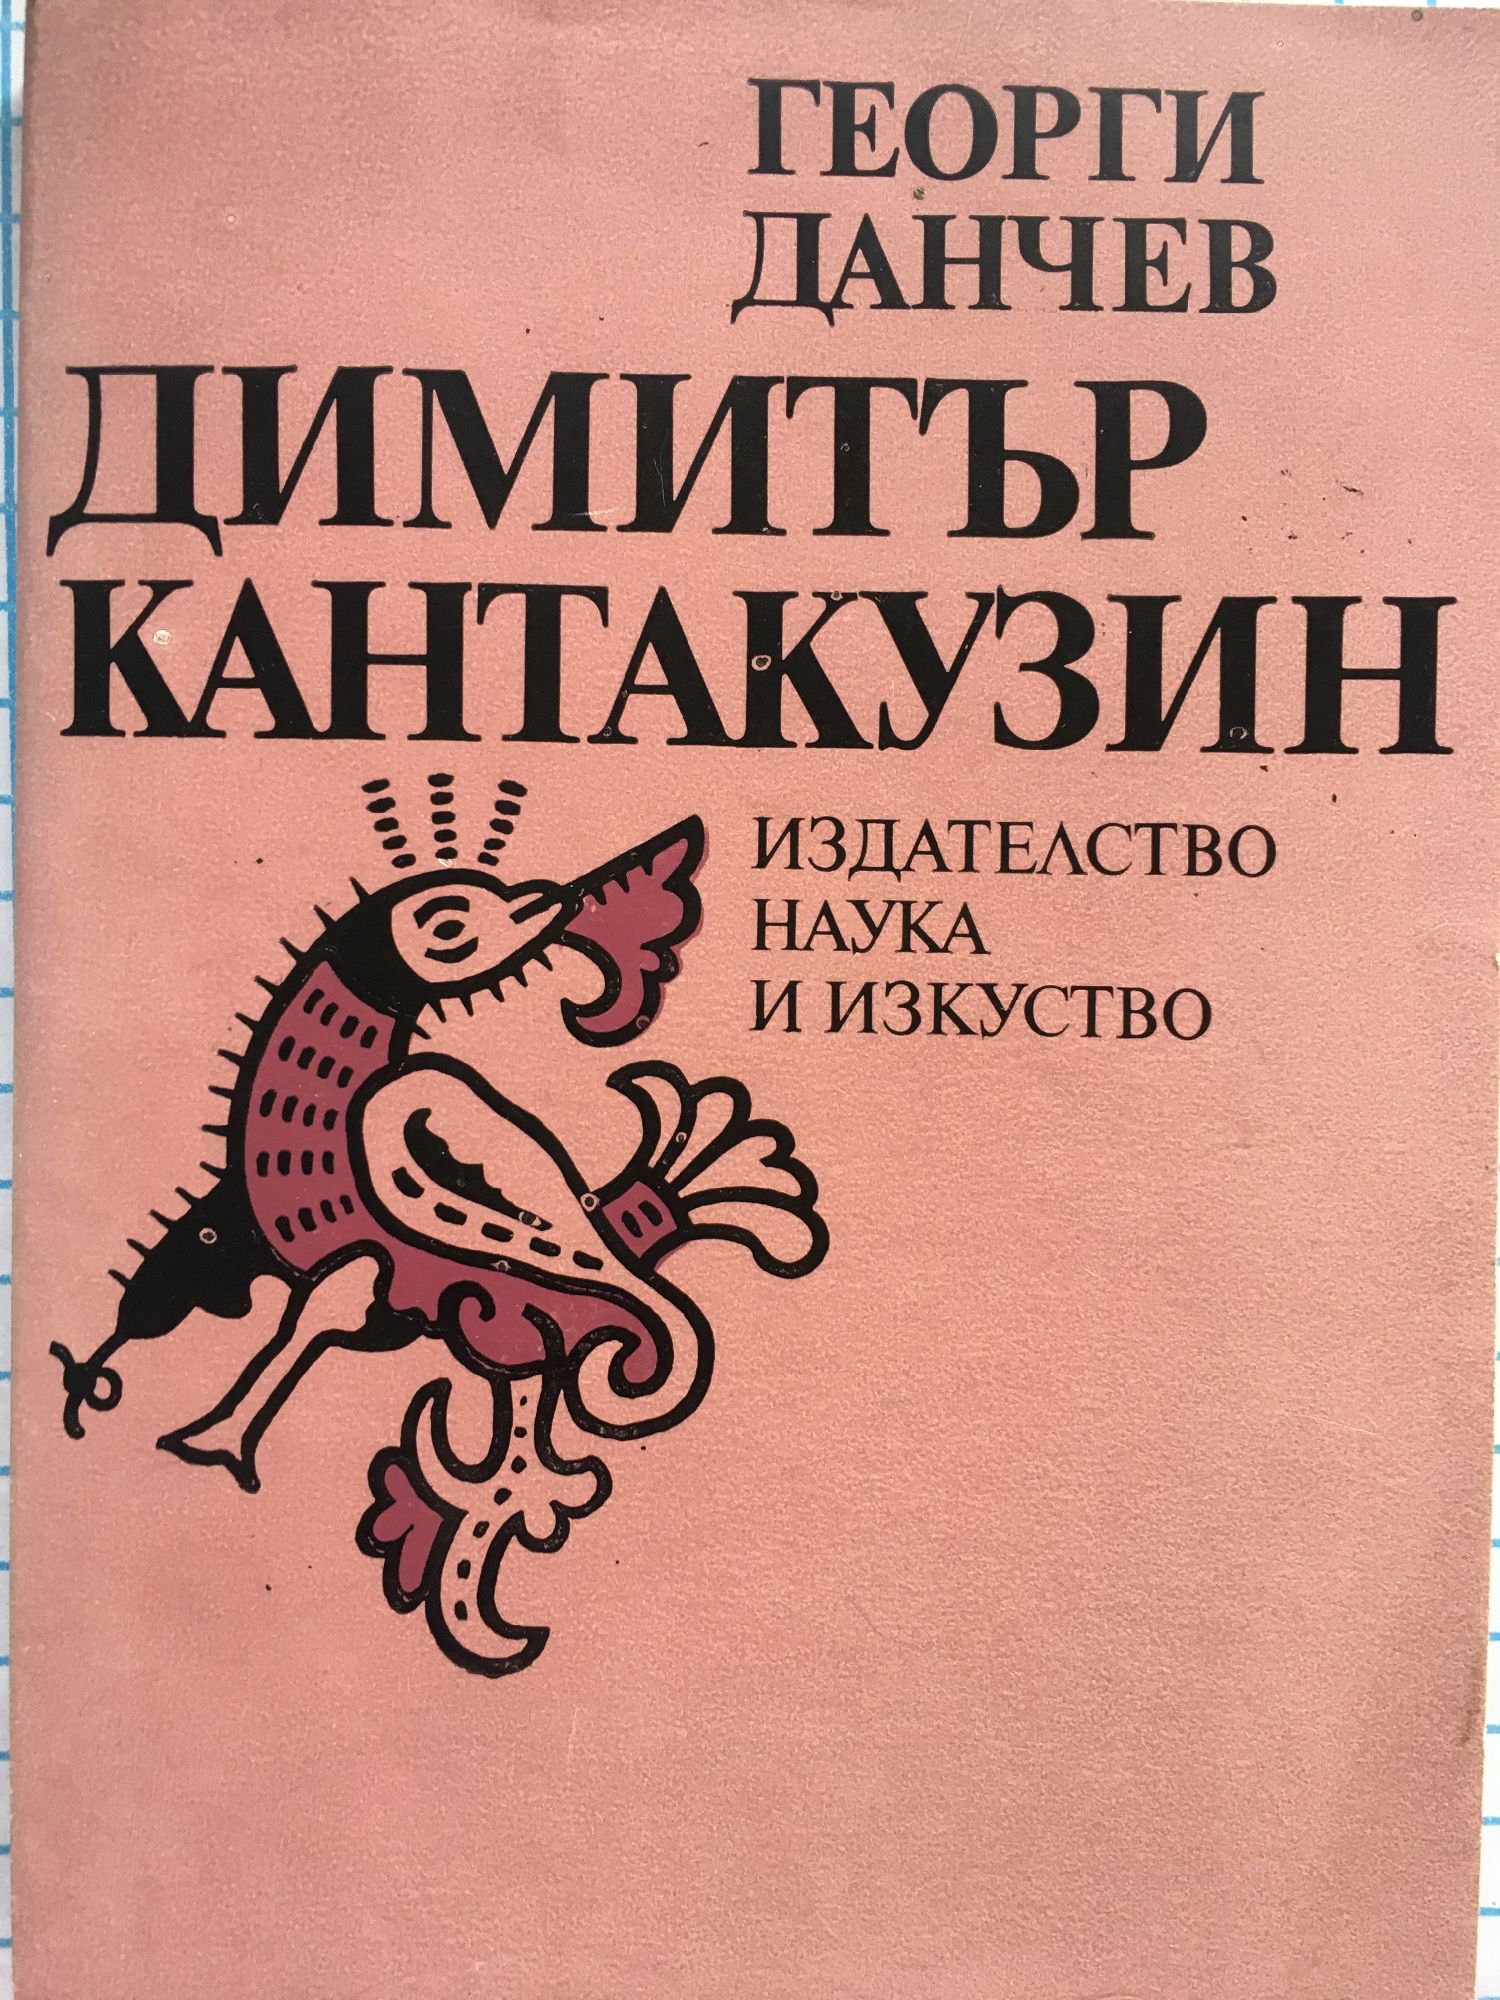 ГЕОРГИ
ДАНЧЕВ
ДИМИТЪР
КАНТАКУЗИН
ИЗДАТЕЛСТВО
НАУКА
И ИЗКУСТВО